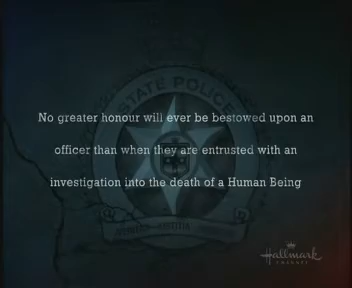 STATE POLICE
No greater honour will ever be bestowed upon an
officer than when they are entrusted with an
investigation into the death of a Human Being
Hallmark